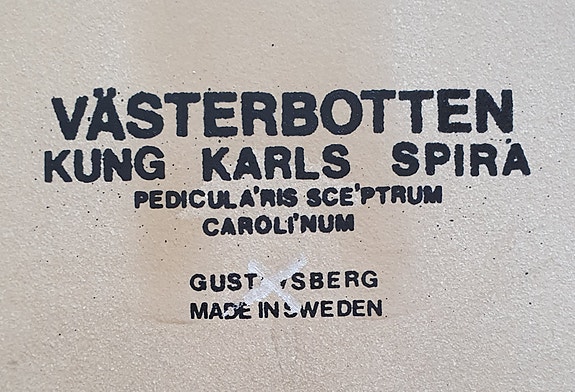 VÄSTERBOTTEN
KUNG KARLS SPIRA
PEDICULA'RIS SCE'PTRUM
CAROLI'NUM
GUSTAVSBERG
MADE IN SWEDEN